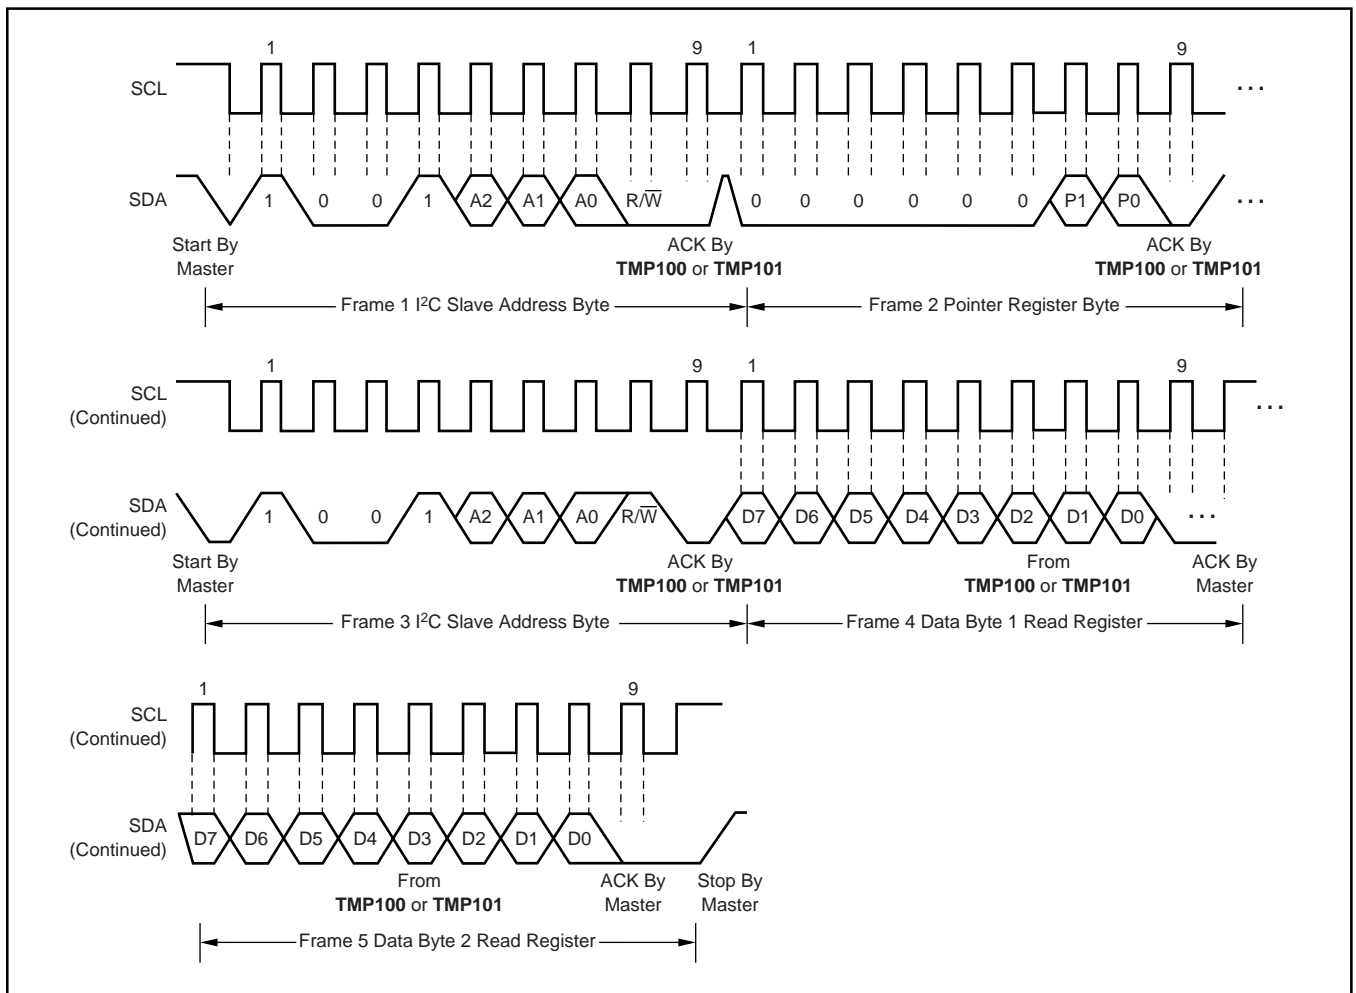 1 9 1 9
SCL ...
SDA 1 0 0 1 A2 A1 A0 R/W̅ 0 0 0 0 0 0 P1 P0 ...
Start By ACK By ACK By
Master TMP100 or TMP101 TMP100 or TMP101
Frame 1 I²C Slave Address Byte Frame 2 Pointer Register Byte
1 9 1 9
SCL
(Continued) ...
SDA
(Continued) 1 0 0 1 A2 A1 A0 R/W̅ D7 D6 D5 D4 D3 D2 D1 D0 ...
Start By ACK By From ACK By
Master TMP100 or TMP101 TMP100 or TMP101 Master
Frame 3 I²C Slave Address Byte Frame 4 Data Byte 1 Read Register
1 9
SCL
(Continued)
SDA
(Continued) D7 D6 D5 D4 D3 D2 D1 D0
From ACK By Stop By
TMP100 or TMP101 Master Master
Frame 5 Data Byte 2 Read Register